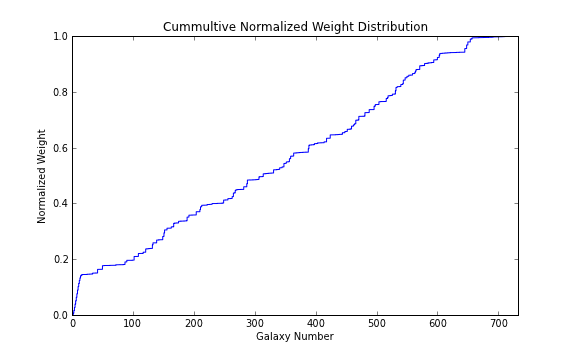 Cummultive Normalized Weight Distribution
1.0
0.8
0.6
0.4
0.2
0.0
Normalized Weight
0 100 200 300 400 500 600 700
Galaxy Number